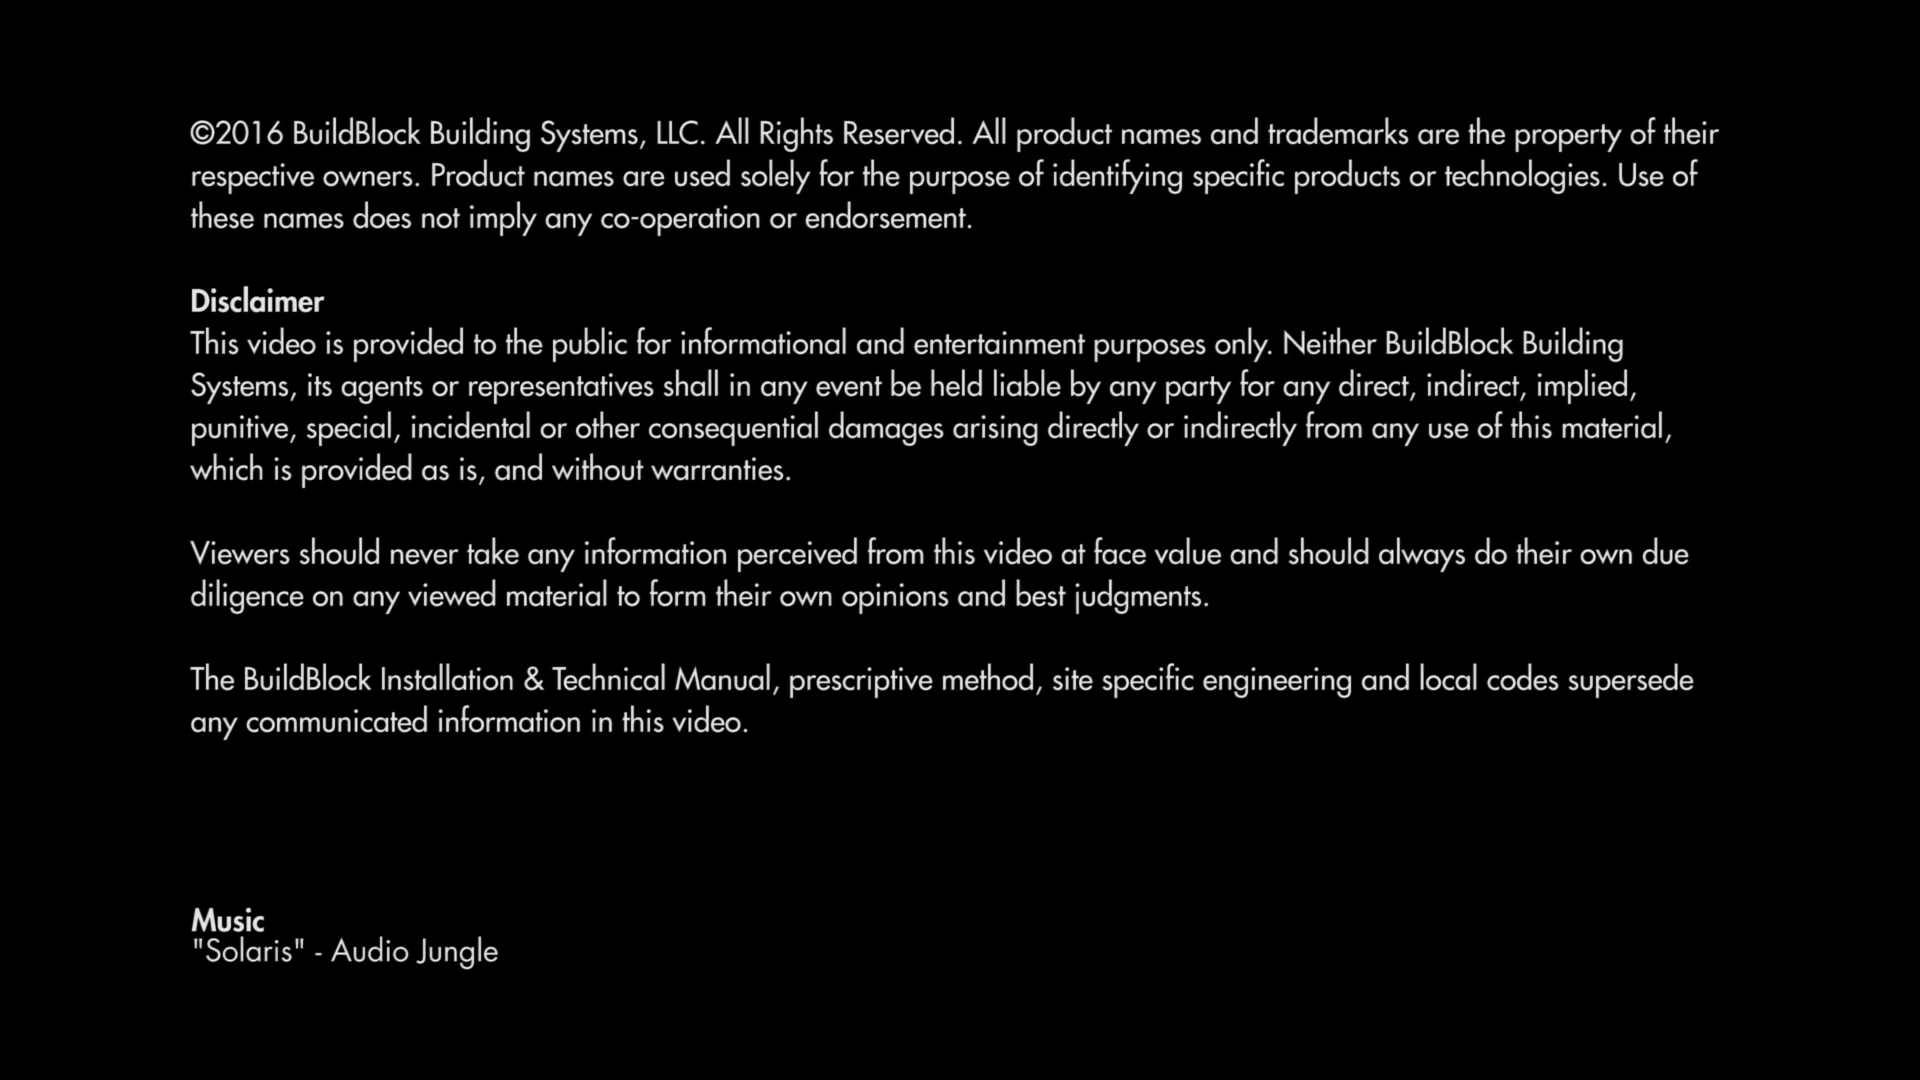 ©2016 BuildBlock Building Systems, LLC. All Rights Reserved. All product names and trademarks are the property of their
respective owners. Product names are used solely for the purpose of identifying specific products or technologies. Use of
these names does not imply any co-operation or endorsement.
Disclaimer
This video is provided to the public for informational and entertainment purposes only. Neither BuildBlock Building
Systems, its agents or representatives shall in any event be held liable by any party for any direct, indirect, implied,
punitive, special, incidental or other consequential damages arising directly or indirectly from any use of this material,
which is provided as is, and without warranties.
Viewers should never take any information perceived from this video at face value and should always do their own due
diligence on any viewed material to form their own opinions and best judgments.
The BuildBlock Installation & Technical Manual, prescriptive method, site specific engineering and local codes supersede
any communicated information in this video.
Music
"Solaris" - Audio Jungle